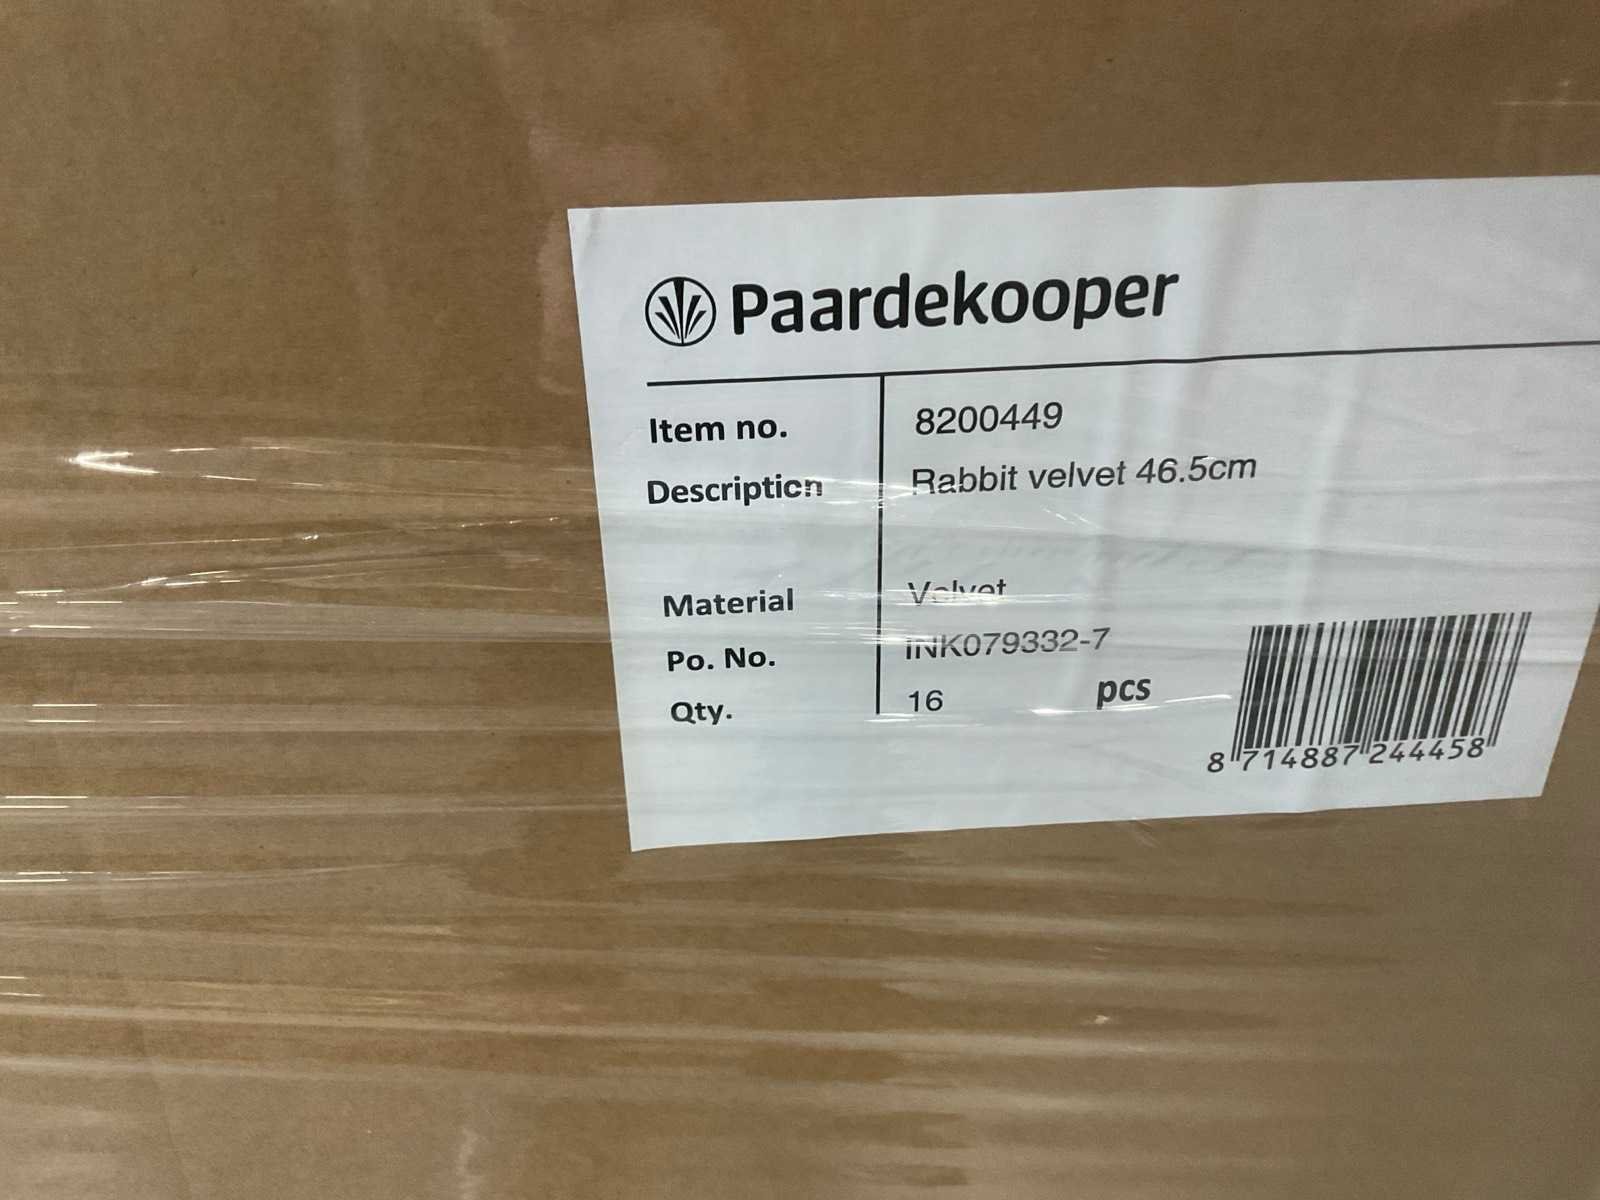 Paardekooper
Item no. 8200449
Description Rabbit velvet 46.5cm
Material Velvet
Po. No. INK079332-7
Qty. 16 pcs
8 714887 244458